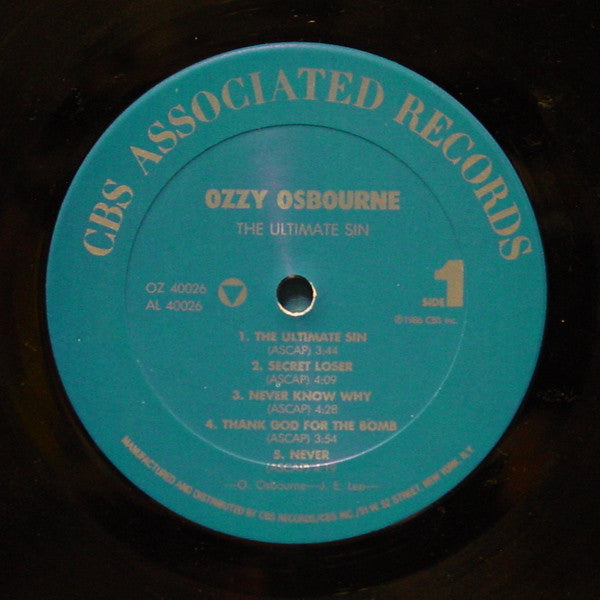 CBS ASSOCIATED RECORDS
OZZY OSBOURNE
THE ULTIMATE SIN
OZ 40026
AL 40026
SIDE 1
℗1986 CBS Inc.
1. THE ULTIMATE SIN
(ASCAP) 3:44
2. SECRET LOSER
(ASCAP) 4:09
3. NEVER KNOW WHY
(ASCAP) 4:28
4. THANK GOD FOR THE BOMB
(ASCAP) 3:54
5. NEVER
(ASCAP)
—O. Osbourne—J. E. Lee—
MANUFACTURED AND DISTRIBUTED BY CBS RECORDS/CBS INC./51 W. 52 STREET, NEW YORK, N.Y.